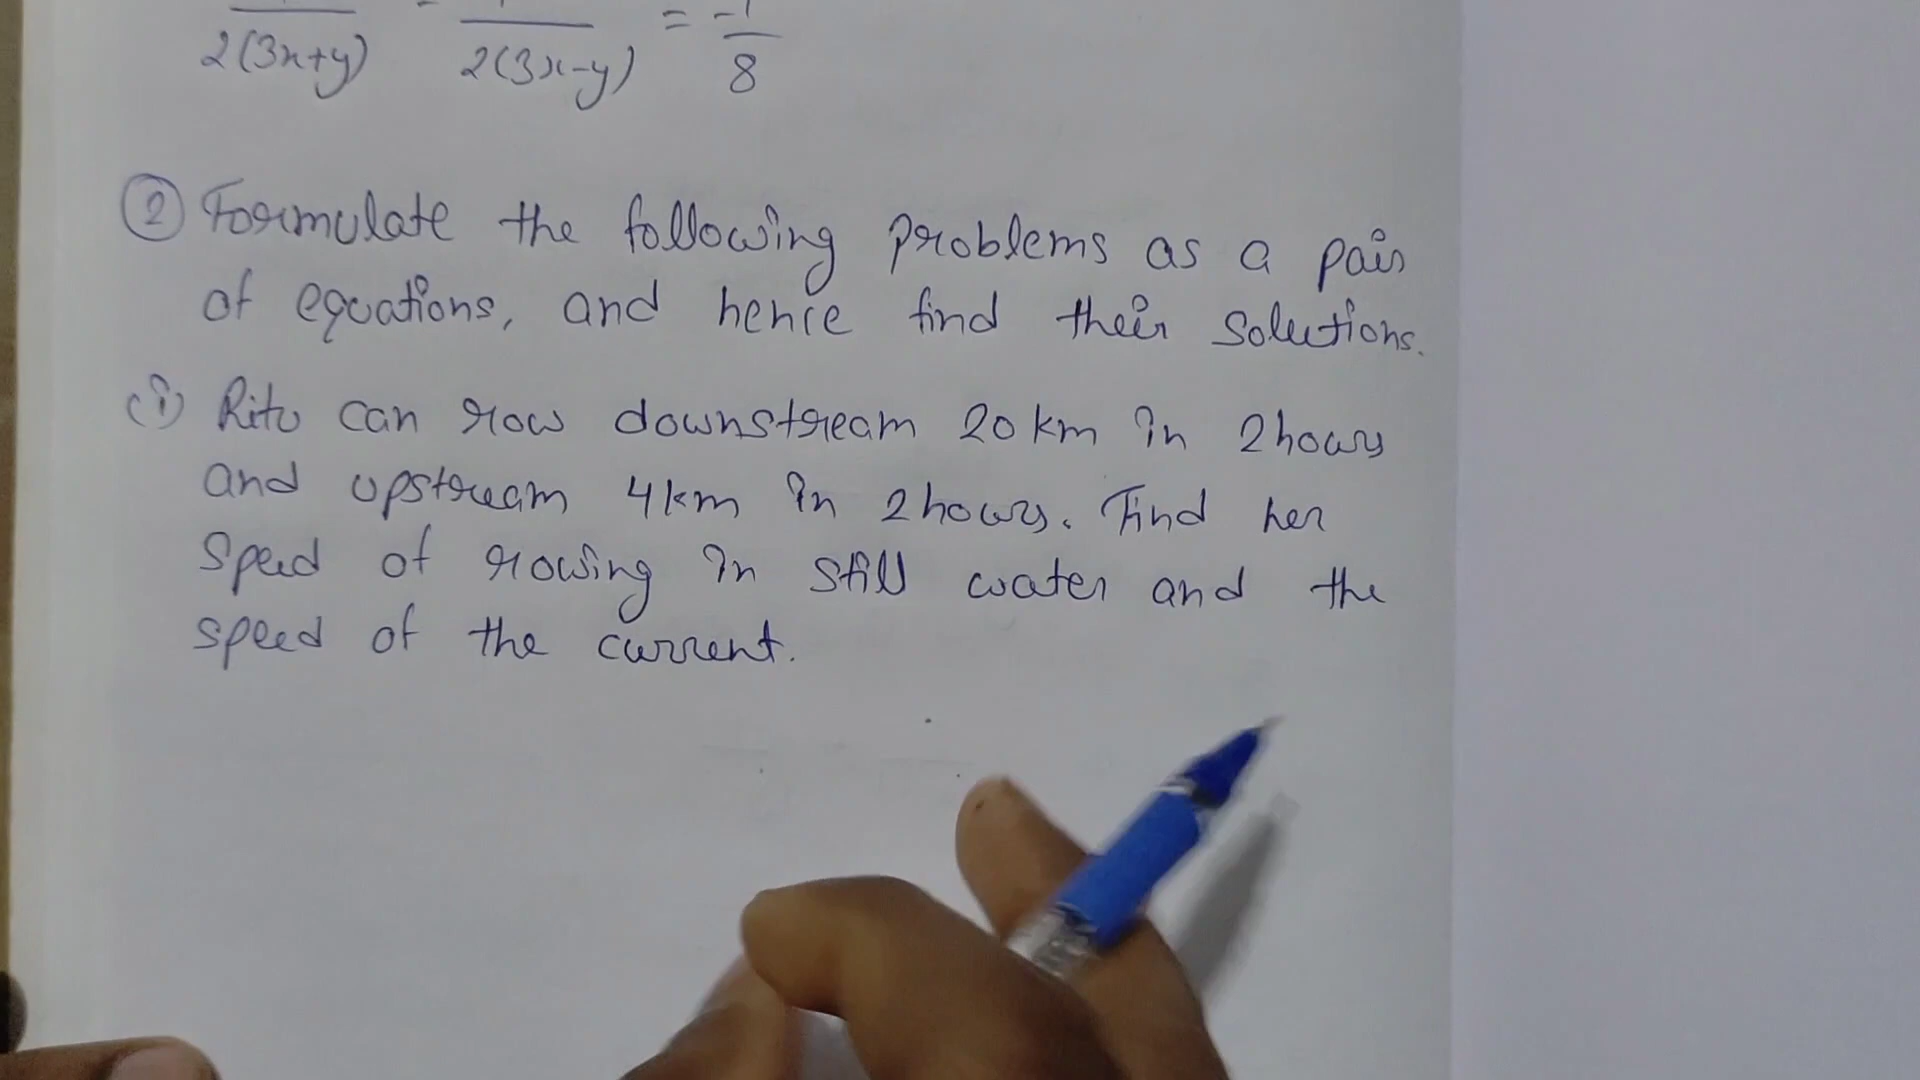 2(3x+y) 2(3x-y) = -1/8
② Formulate the following problems as a pair
of equations, and hence find their solutions.
(i) Ritu can row downstream 20 km in 2 hours
and upstream 4 km in 2 hours. Find her
speed of rowing in still water and the
speed of the current.